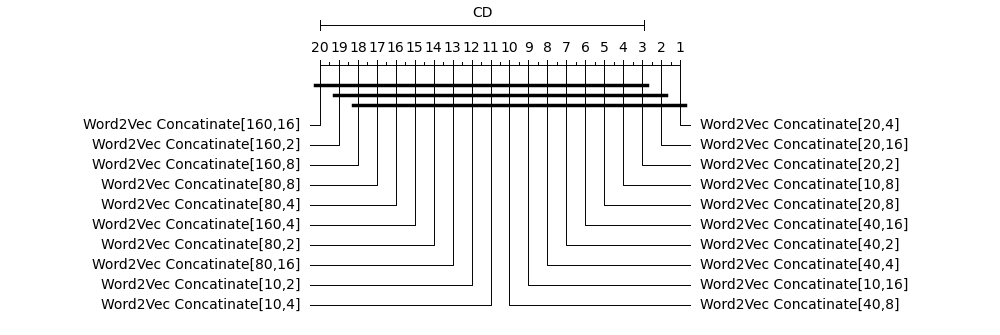 CD
20 19 18 17 16 15 14 13 12 11 10 9 8 7 6 5 4 3 2 1
Word2Vec Concatinate[160,16] Word2Vec Concatinate[20,4]
Word2Vec Concatinate[160,2] Word2Vec Concatinate[20,16]
Word2Vec Concatinate[160,8] Word2Vec Concatinate[20,2]
Word2Vec Concatinate[80,8] Word2Vec Concatinate[10,8]
Word2Vec Concatinate[80,4] Word2Vec Concatinate[20,8]
Word2Vec Concatinate[160,4] Word2Vec Concatinate[40,16]
Word2Vec Concatinate[80,2] Word2Vec Concatinate[40,2]
Word2Vec Concatinate[80,16] Word2Vec Concatinate[40,4]
Word2Vec Concatinate[10,2] Word2Vec Concatinate[10,16]
Word2Vec Concatinate[10,4] Word2Vec Concatinate[40,8]